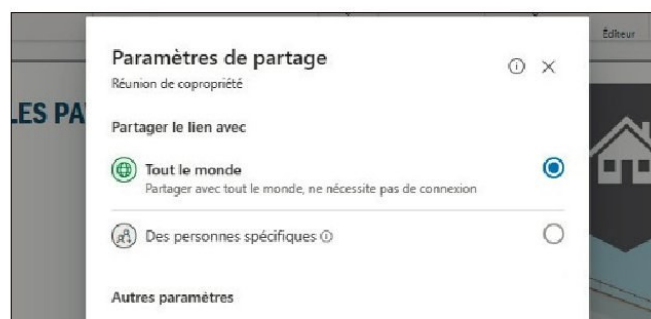 Éditeur
Paramètres de partage
Réunion de copropriété
LES PA
Partager le lien avec
Tout le monde
Partager avec tout le monde, ne nécessite pas de connexion
Des personnes spécifiques
Autres paramètres